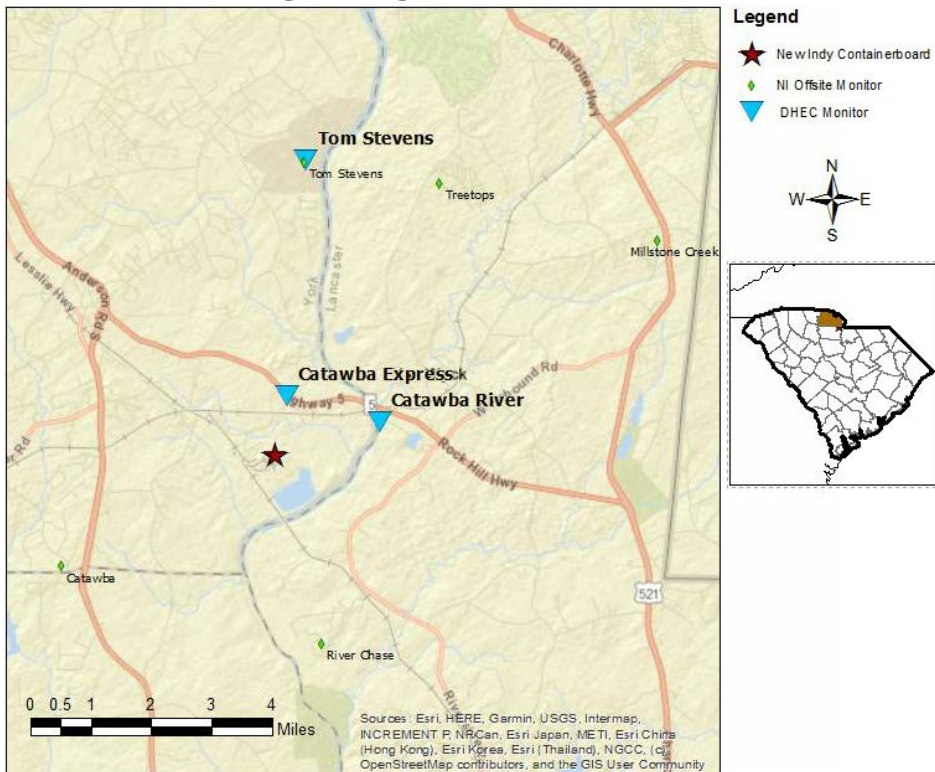 Charlotte Hwy
Tom Stevens
Tom Stevens
Treetops
Millstone Creek
Lesslie Hwy
Anderson Rd S
York
Lancaster
Catawba Express
ighway 5
5
Catawba River
Rd
Rock Hill Hwy
521
Catawba
River Chase
0 0.5 1 2 3 4
Miles
Sources: Esri, HERE, Garmin, USGS, Intermap,
INCREMENT P, NRCan, Esri Japan, METI, Esri China
(Hong Kong), Esri Korea, Esri (Thailand), NGCC, (c)
OpenStreetMap contributors, and the GIS User Community
Legend
New Indy Containerboard
NI Offsite Monitor
DHEC Monitor
N
W E
S